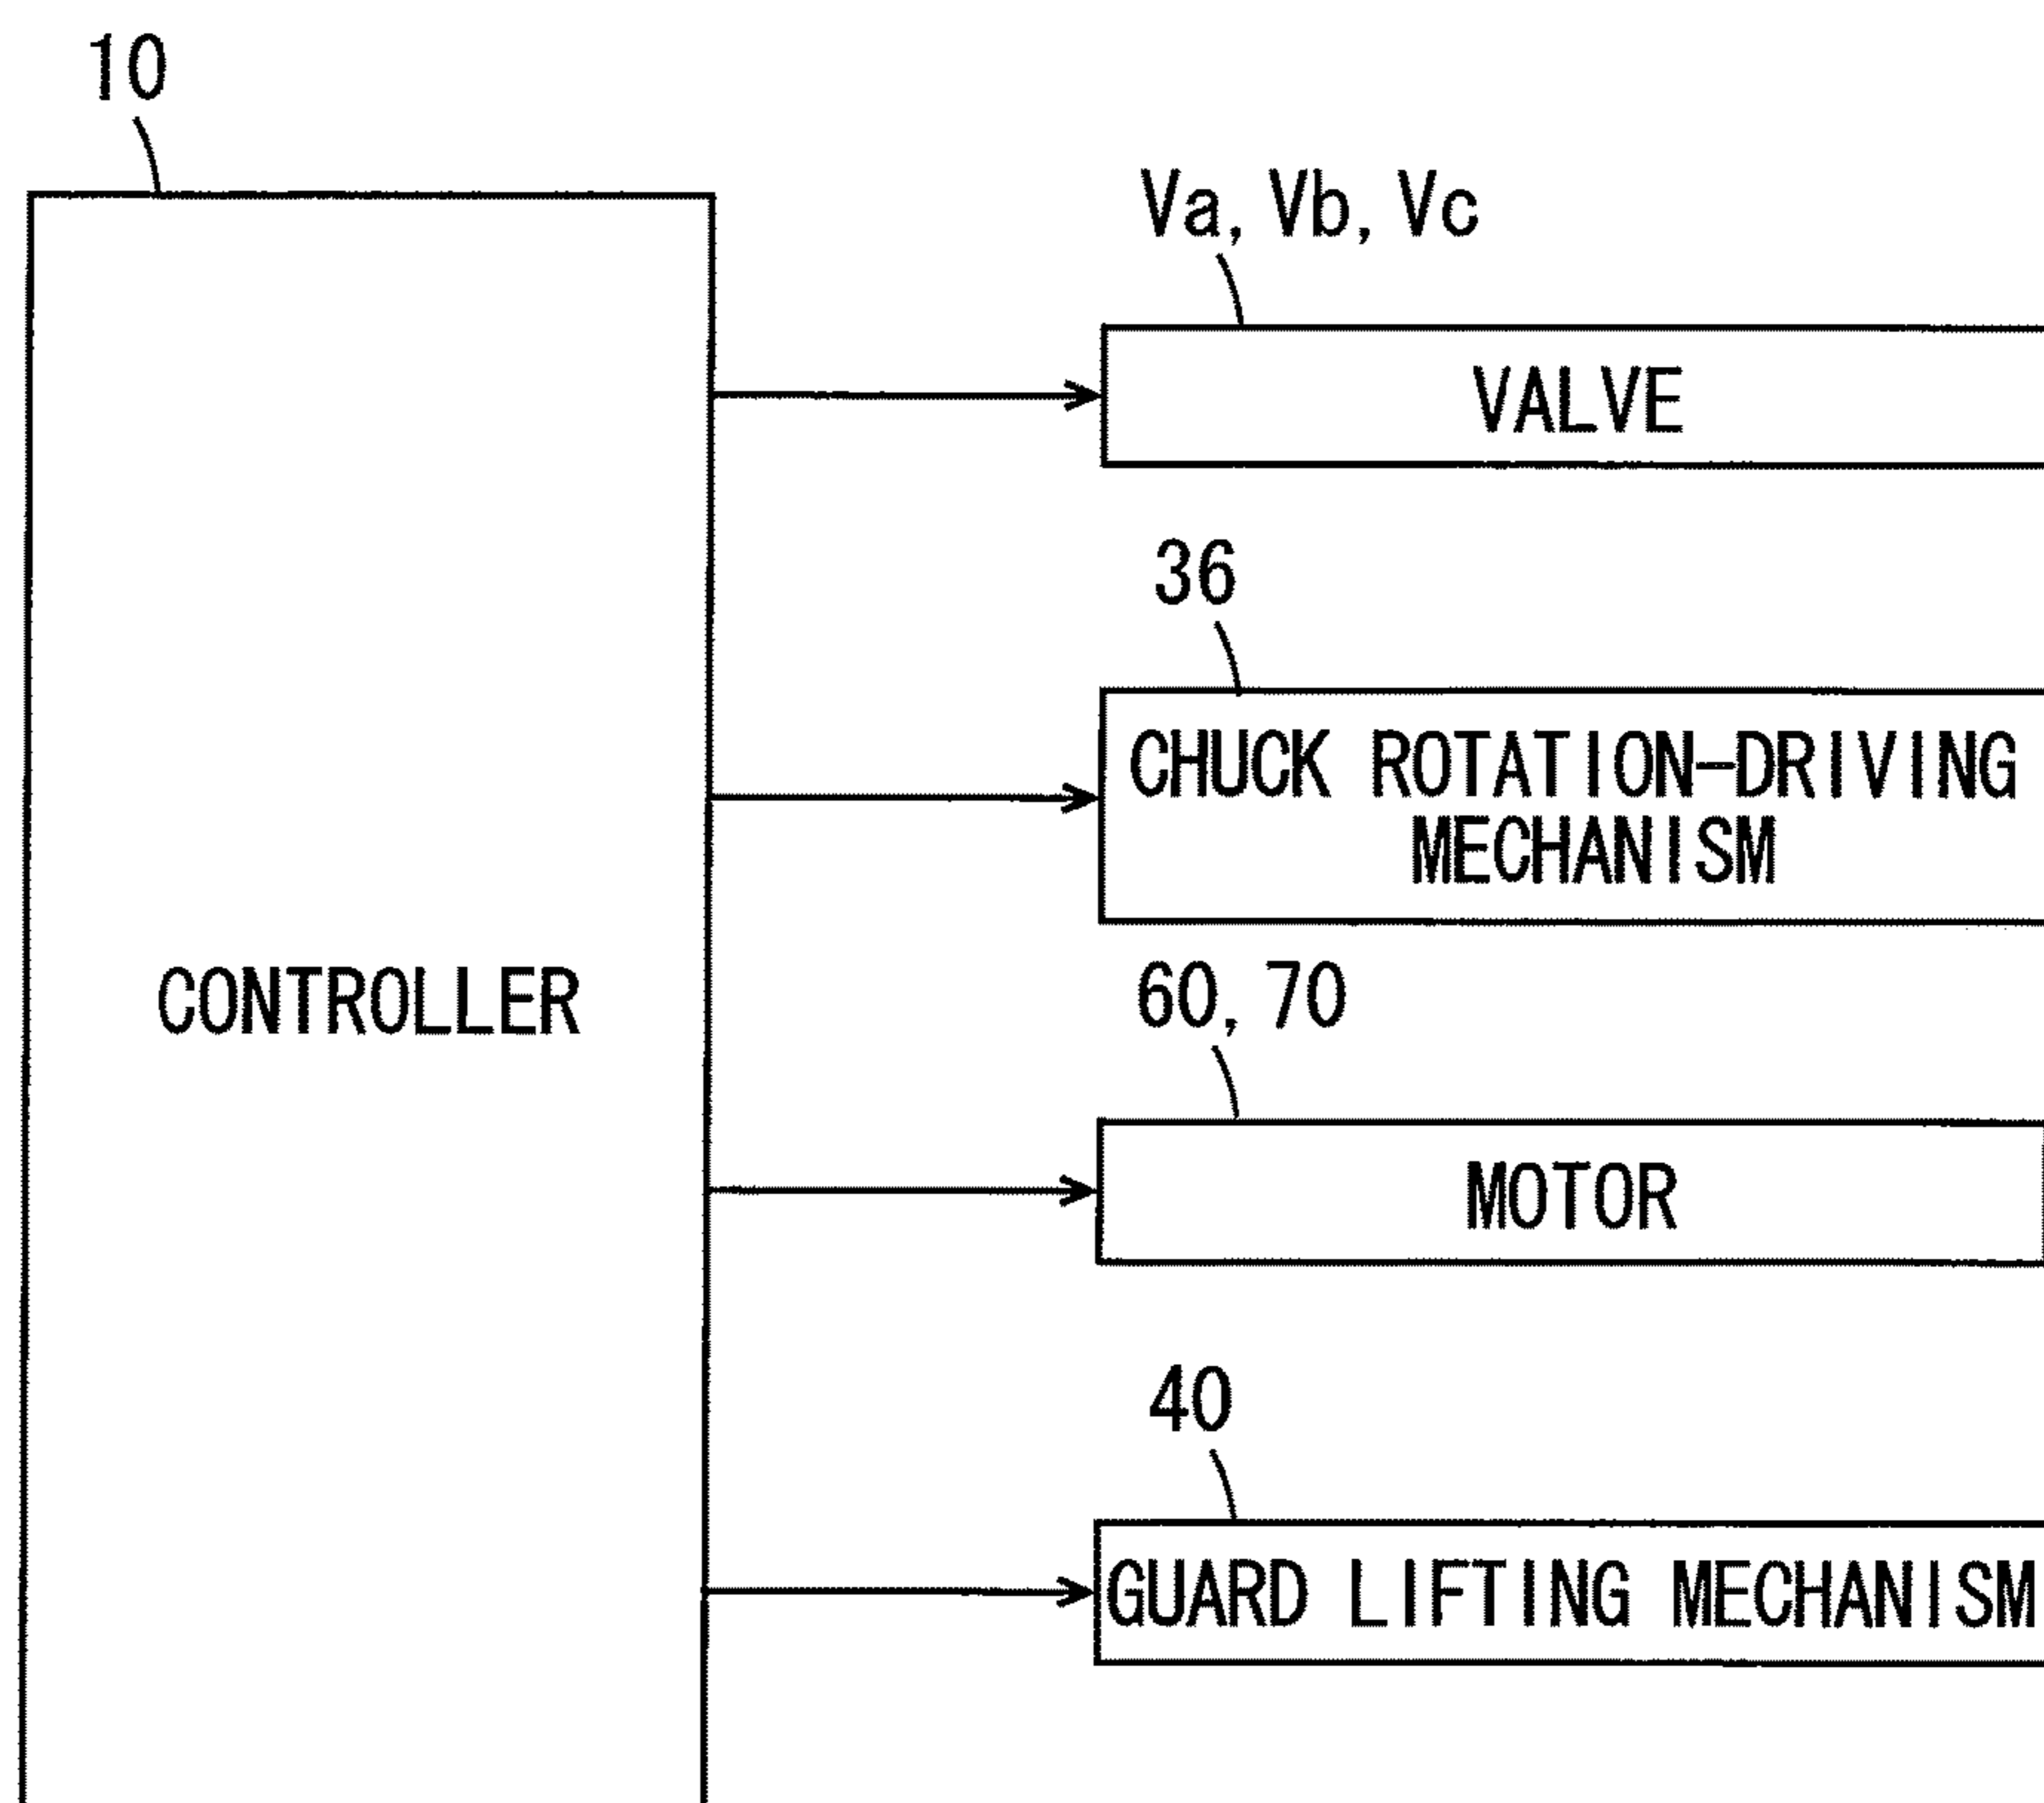 10
Va, Vb, Vc
VALVE
36
CHUCK ROTATION-DRIVING
MECHANISM
CONTROLLER
60, 70
MOTOR
40
GUARD LIFTING MECHANISM